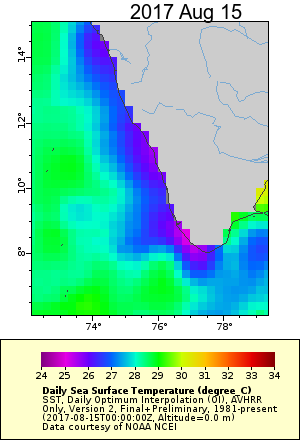 2017 Aug 15
14°
12°
10°
8°
74°
76°
78°
24 25 26 27 28 29 30 31 32 33 34
Daily Sea Surface Temperature (degree_C)
SST, Daily Optimum Interpolation (OI), AVHRR
Only, Version 2, Final+Preliminary, 1981-present
(2017-08-15T00:00:00Z, Altitude=0.0 m)
Data courtesy of NOAA NCEI